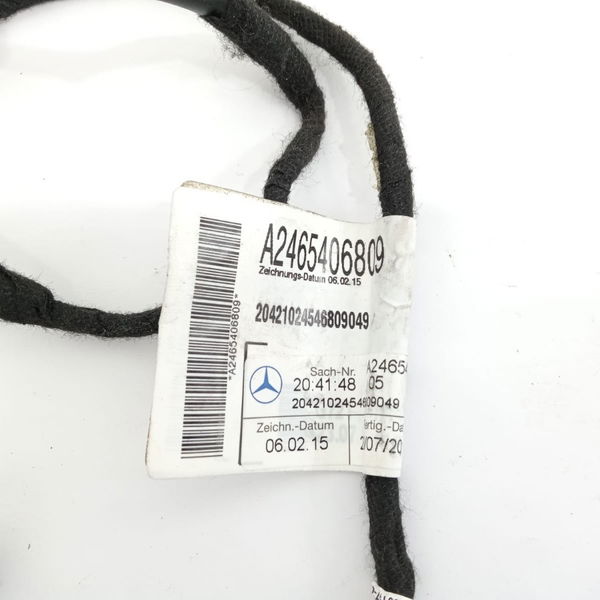 A2465406809
Zeichnungs-Datum 06.02.15
20421024546809049
*A2465406809*
Sach-Nr. A24654
20:41:48 05
20421024546809049
Zeichn.-Datum
06.02.15